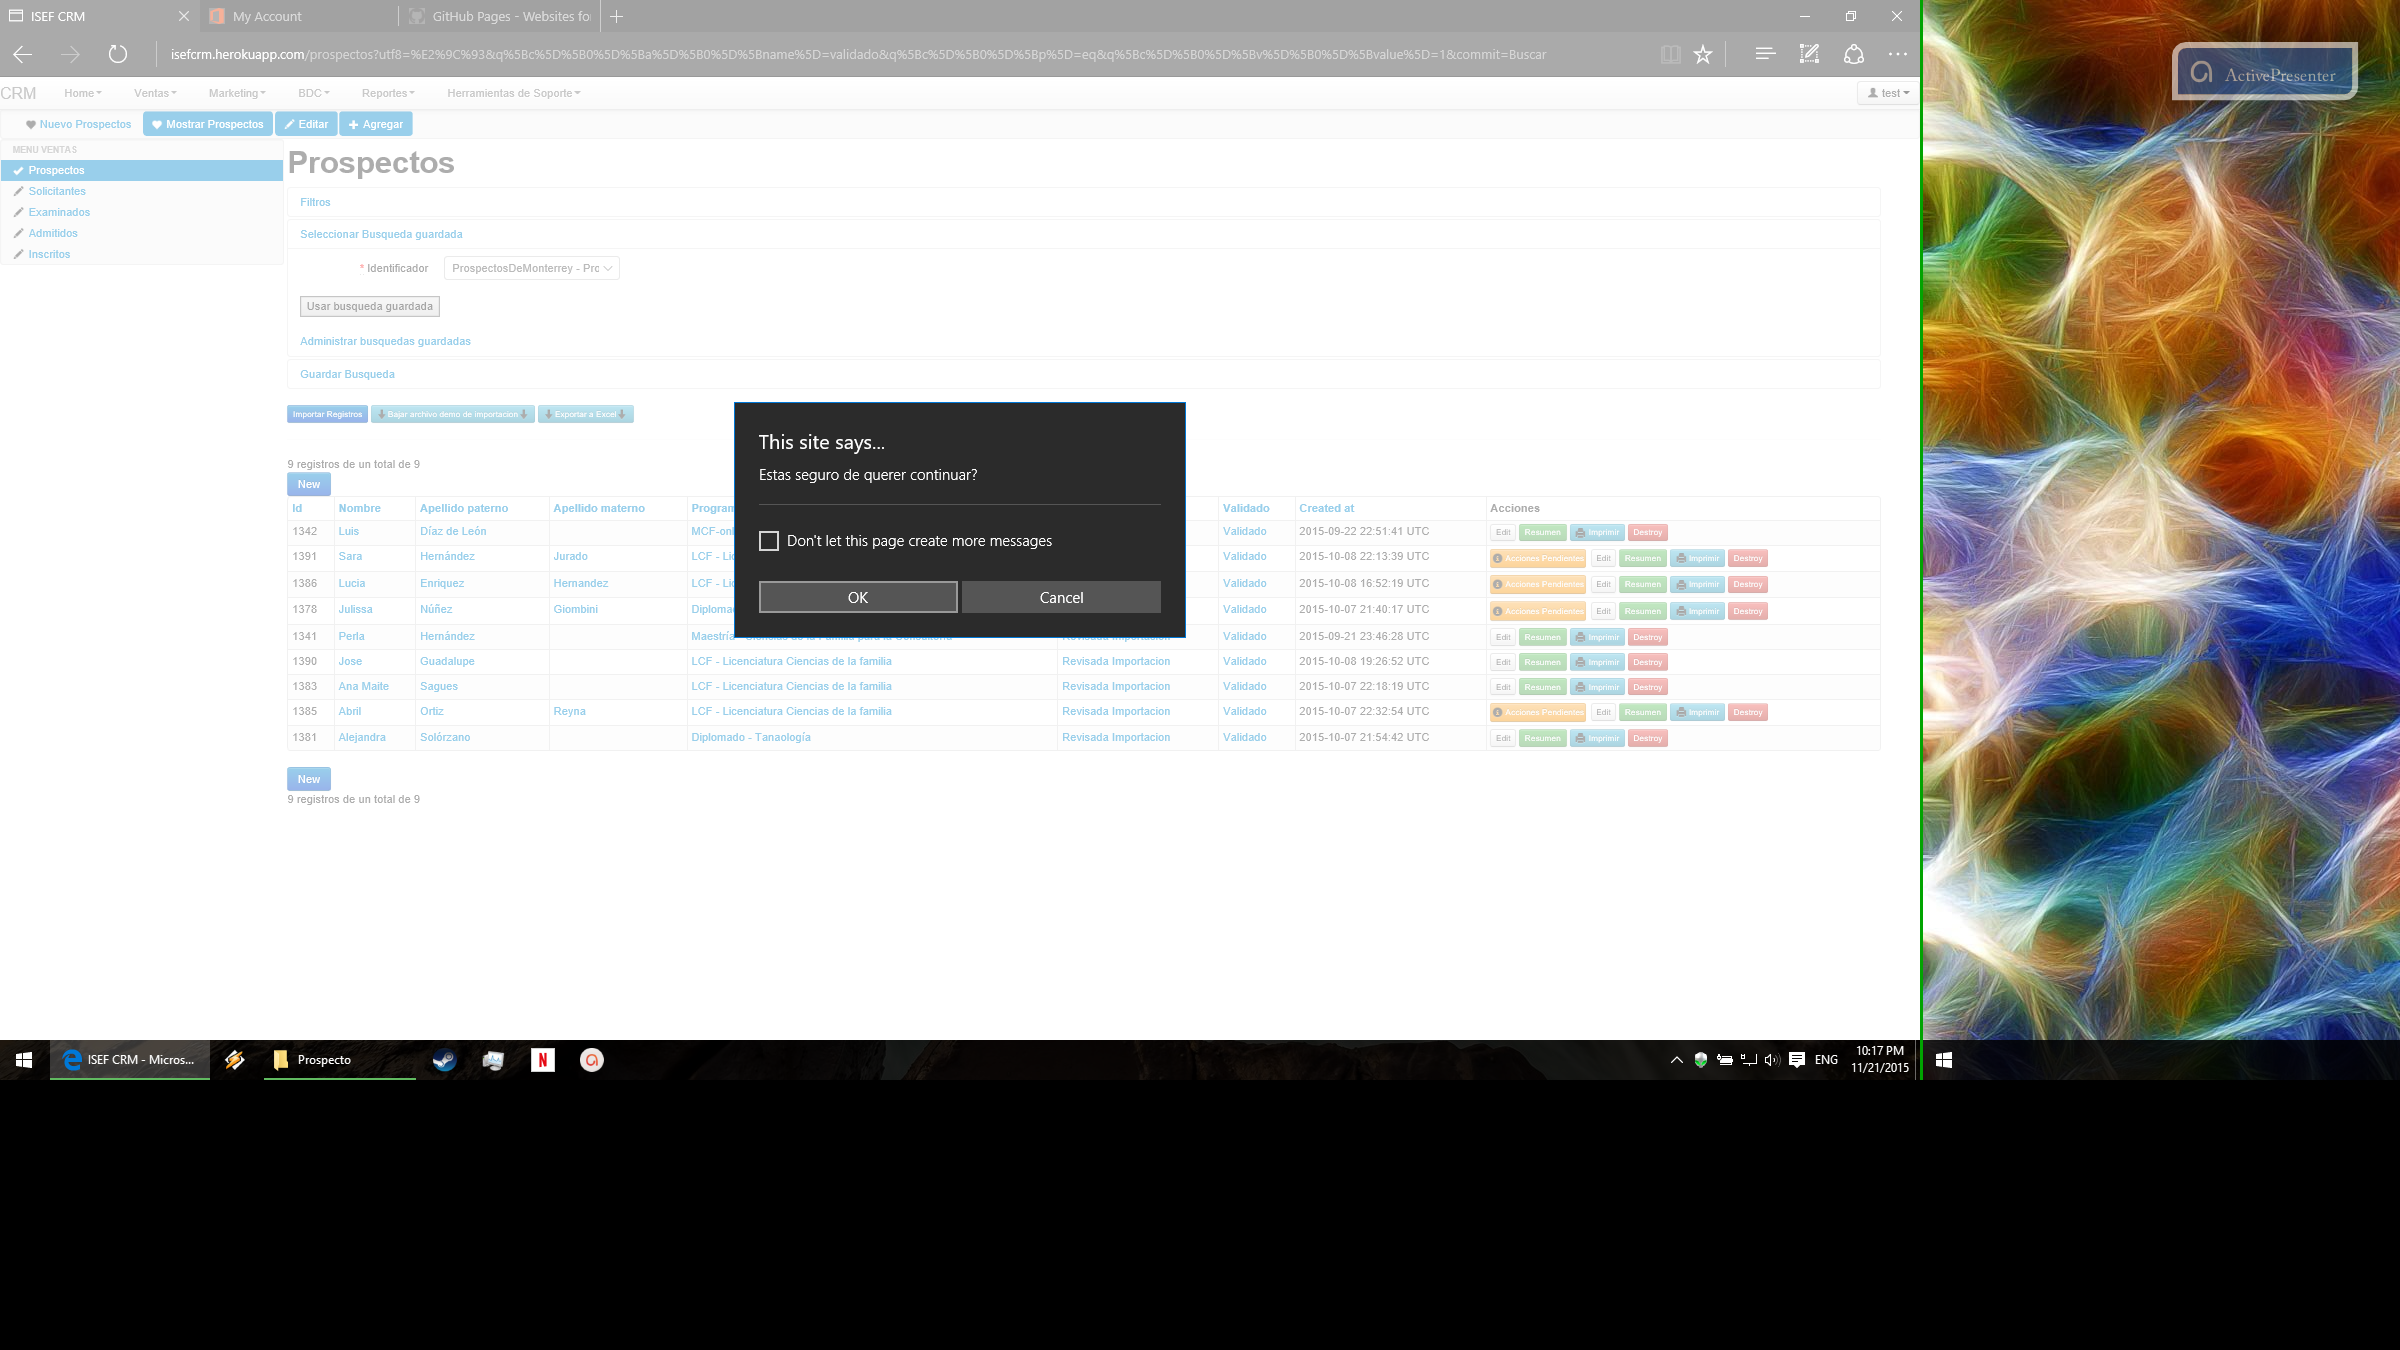 ISEF CRM
My Account
GitHub Pages - Websites fo
isefcrm.herokuapp.com/prospectos?utf8=%E2%9C%93&q%5Bc%5D%5B0%5D%5Ba%5D%5B0%5D%5Bname%5D=validado&q%5Bc%5D%5B0%5D%5Bp%5D=eq&q%5Bc%5D%5B0%5D%5Bv%5D%5B0%5D%5Bvalue%5D=1&commit=Buscar
ActivePresenter
CRM Home Ventas Marketing BDC Reportes Herramientas de Soporte test
Nuevo Prospectos Mostrar Prospectos Editar Agregar
MENU VENTAS
Prospectos
Solicitantes
Examinados
Admitidos
Inscritos
Prospectos
Filtros
Seleccionar Busqueda guardada
* Identificador ProspectosDeMonterrey - Pro
Usar busqueda guardada
Administrar busquedas guardadas
Guardar Busqueda
Importar Registros Bajar archivo demo de importacion Exportar a Excel
This site says...
Estas seguro de querer continuar?
Don't let this page create more messages
OK Cancel
9 registros de un total de 9
New
Id Nombre Apellido paterno Apellido materno Program Validado Created at Acciones
1342 Luis Díaz de León MCF-onl Validado 2015-09-22 22:51:41 UTC Edit Resumen Imprimir Destroy
1391 Sara Hernández Jurado LCF - Lic Validado 2015-10-08 22:13:39 UTC Acciones Pendientes Edit Resumen Imprimir Destroy
1386 Lucia Enriquez Hernandez LCF - Lic Validado 2015-10-08 16:52:19 UTC Acciones Pendientes Edit Resumen Imprimir Destroy
1378 Julissa Núñez Giombini Diploma Validado 2015-10-07 21:40:17 UTC Acciones Pendientes Edit Resumen Imprimir Destroy
1341 Perla Hernández Maestría - Ciencias de la Familia para la Consultoría Revisada Importacion Validado 2015-09-21 23:46:28 UTC Edit Resumen Imprimir Destroy
1390 Jose Guadalupe LCF - Licenciatura Ciencias de la familia Revisada Importacion Validado 2015-10-08 19:26:52 UTC Edit Resumen Imprimir Destroy
1383 Ana Maite Sagues LCF - Licenciatura Ciencias de la familia Revisada Importacion Validado 2015-10-07 22:18:19 UTC Edit Resumen Imprimir Destroy
1385 Abril Ortiz Reyna LCF - Licenciatura Ciencias de la familia Revisada Importacion Validado 2015-10-07 22:32:54 UTC Acciones Pendientes Edit Resumen Imprimir Destroy
1381 Alejandra Solórzano Diplomado - Tanaología Revisada Importacion Validado 2015-10-07 21:54:42 UTC Edit Resumen Imprimir Destroy
New
9 registros de un total de 9
ISEF CRM - Micros...
Prospecto
N
ENG
10:17 PM
11/21/2015